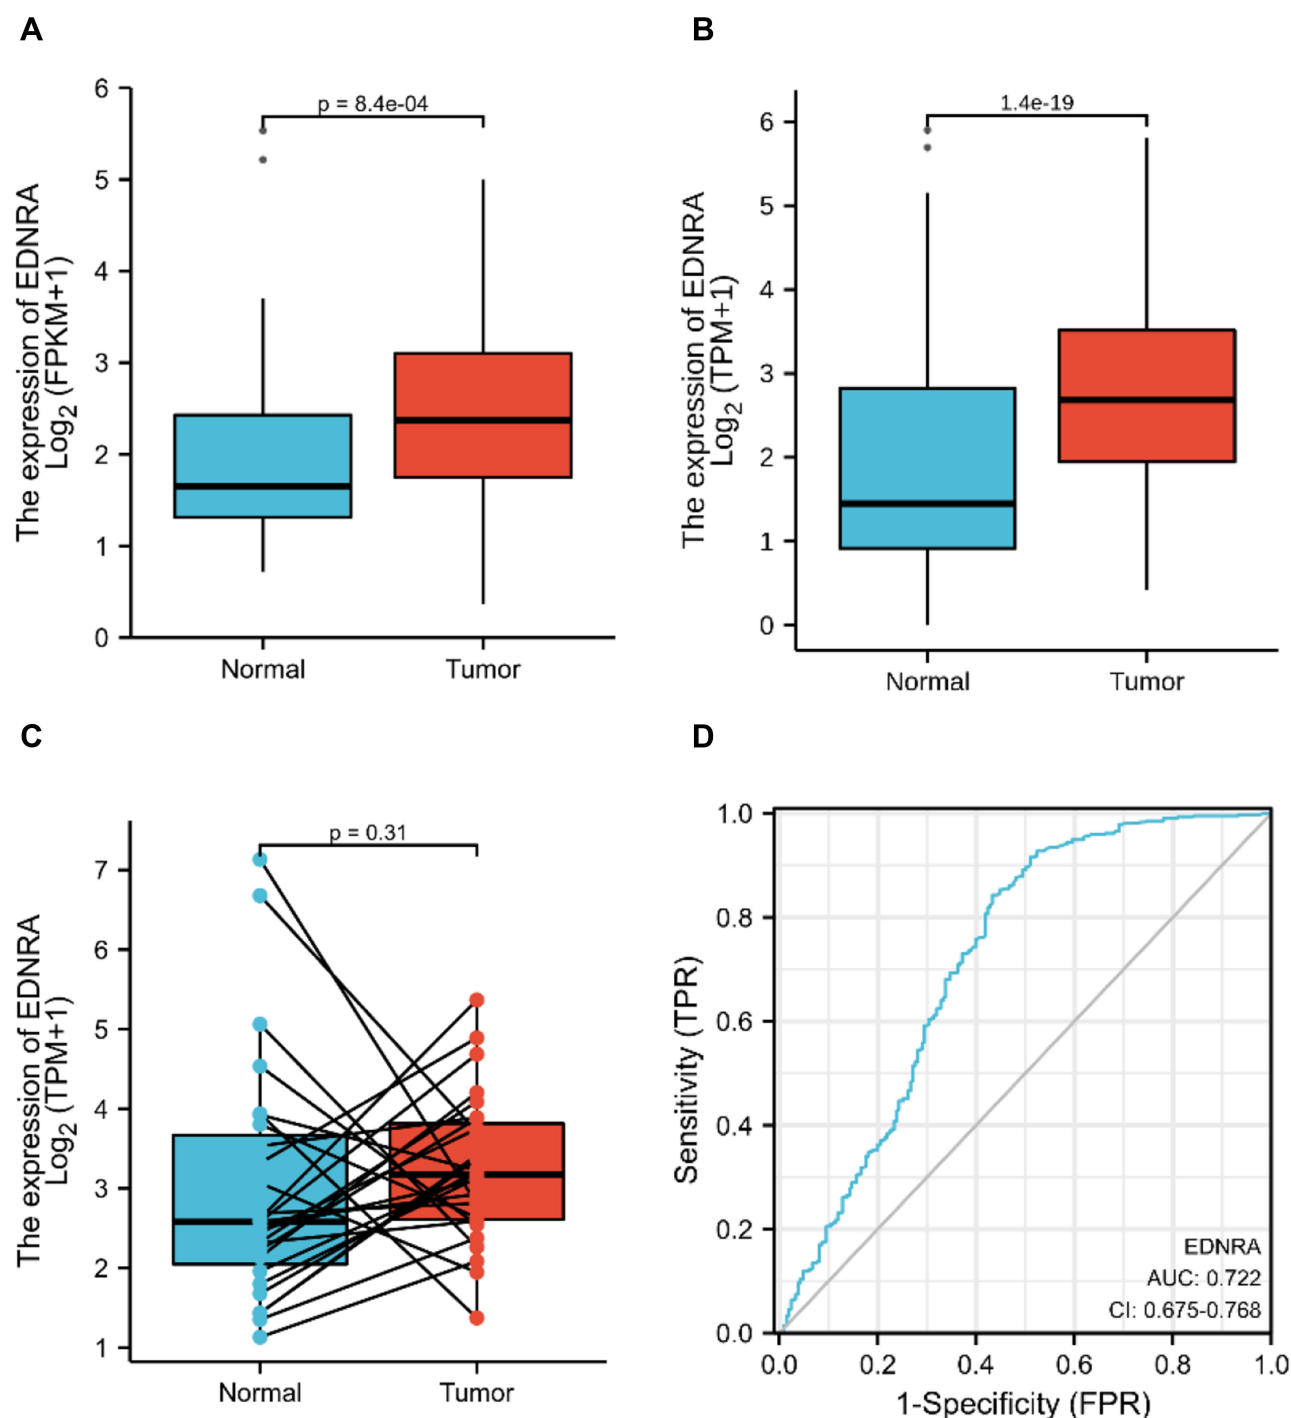 A
The expression of EDNRA
Log2 (FPKM+1)
6
5
4
3
2
1
0
p = 8.4e-04
Normal
Tumor
B
The expression of EDNRA
Log2 (TPM+1)
6
5
4
3
2
1
0
1.4e-19
Normal
Tumor
C
The expression of EDNRA
Log2 (TPM+1)
7
6
5
4
3
2
1
p = 0.31
Normal
Tumor
D
Sensitivity (TPR)
1.0
0.8
0.6
0.4
0.2
0.0
EDNRA
AUC: 0.722
CI: 0.675-0.768
0.0 0.2 0.4 0.6 0.8 1.0
1-Specificity (FPR)